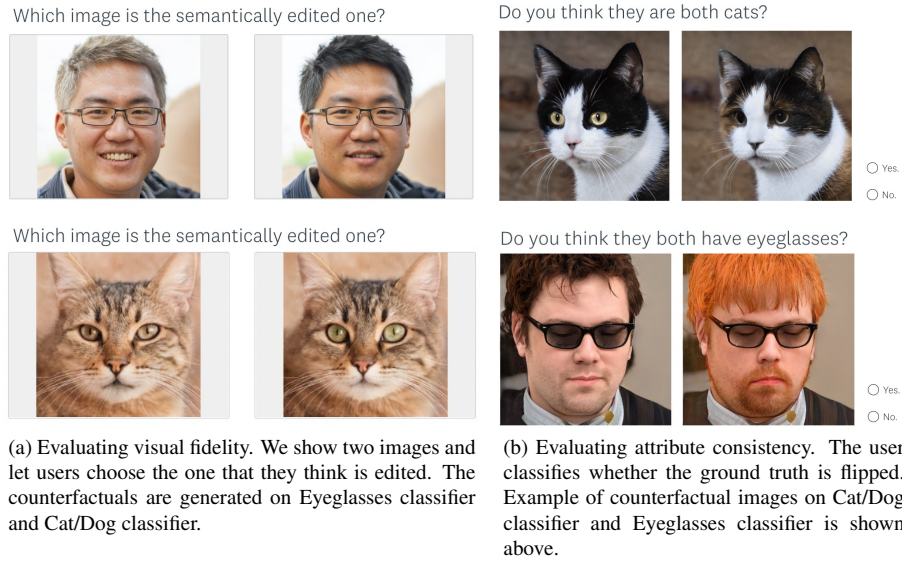 Which image is the semantically edited one?
Which image is the semantically edited one?
(a) Evaluating visual fidelity. We show two images and
let users choose the one that they think is edited. The
counterfactuals are generated on Eyeglasses classifier
and Cat/Dog classifier.
Do you think they are both cats?
Yes.
No.
Do you think they both have eyeglasses?
Yes.
No.
(b) Evaluating attribute consistency. The user
classifies whether the ground truth is flipped.
Example of counterfactual images on Cat/Dog
classifier and Eyeglasses classifier is shown
above.